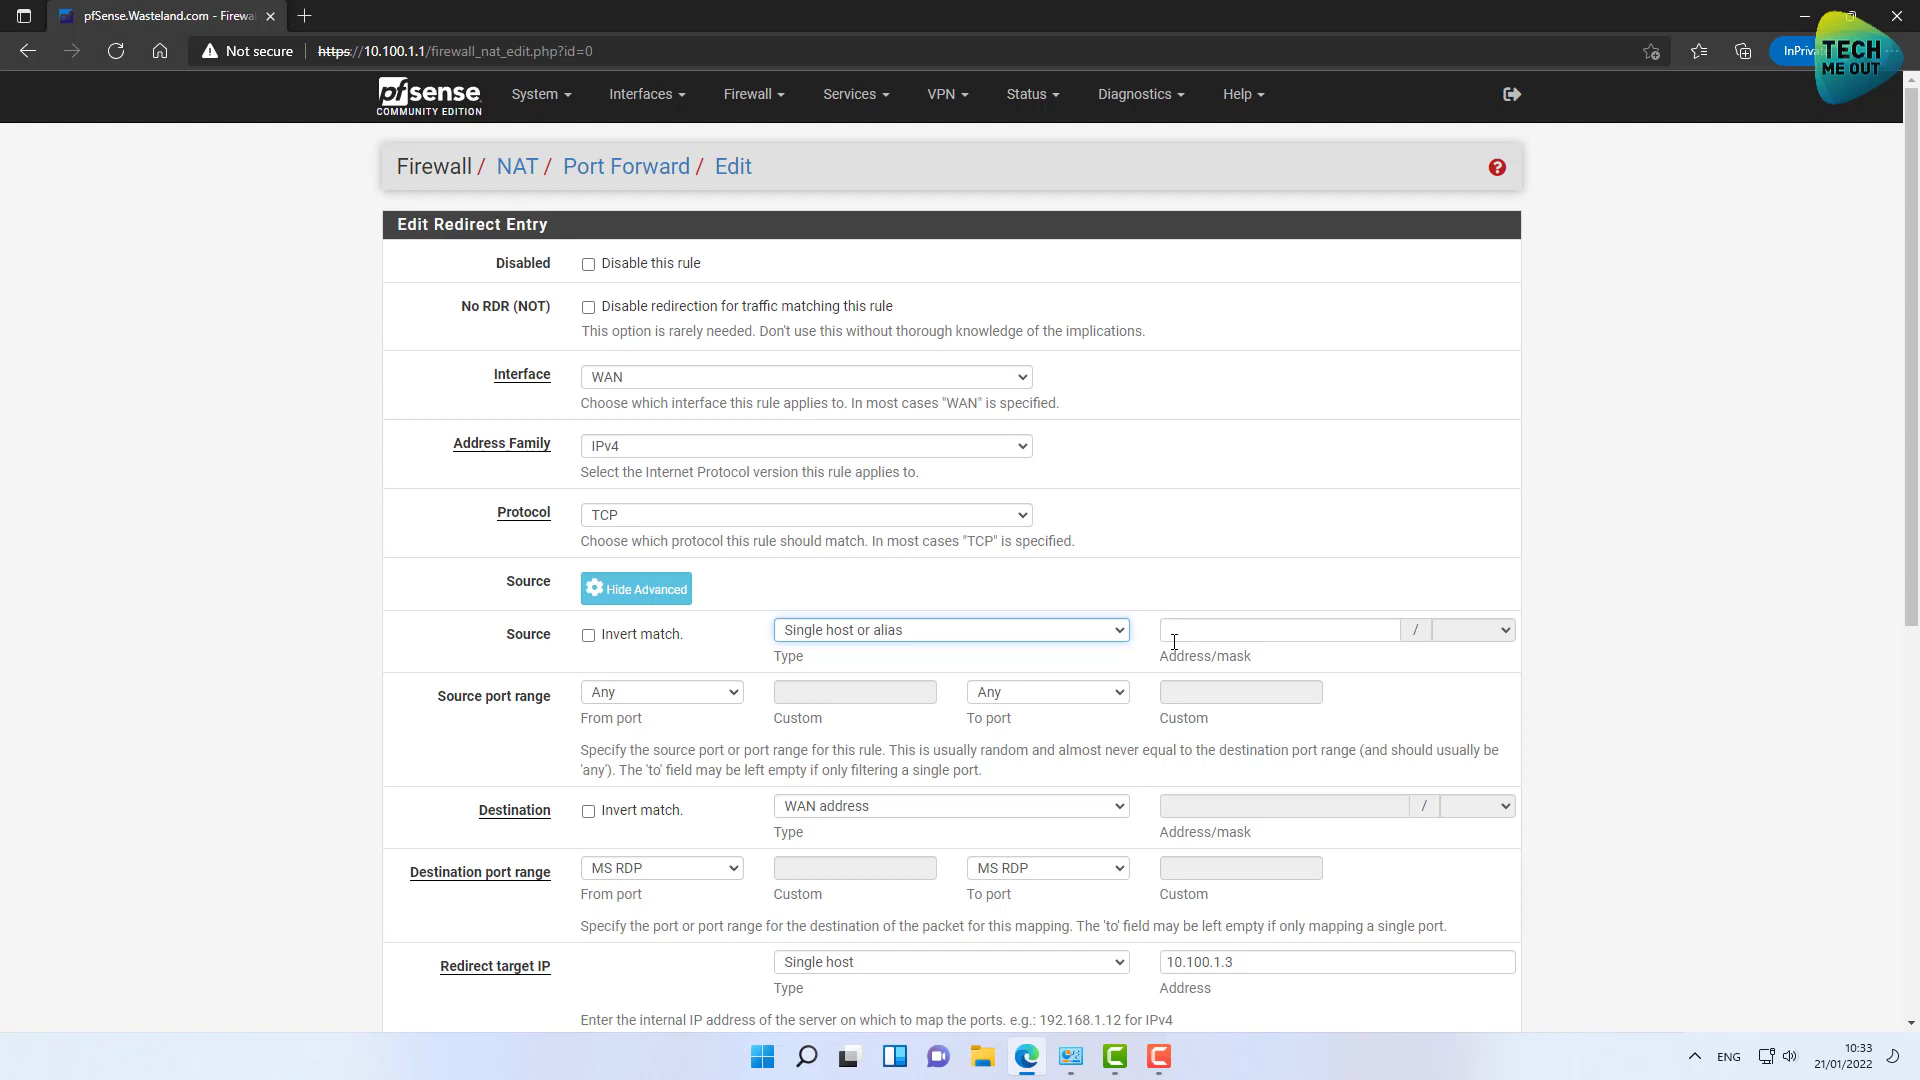 pfSense.Wasteland.com - Firewa
Not secure
https://10.100.1.1/firewall_nat_edit.php?id=0
InPriva
TECH
ME OUT
pfsense
COMMUNITY EDITION
System
Interfaces
Firewall
Services
VPN
Status
Diagnostics
Help
Firewall / NAT / Port Forward / Edit
Edit Redirect Entry
Disabled
Disable this rule
No RDR (NOT)
Disable redirection for traffic matching this rule
This option is rarely needed. Don't use this without thorough knowledge of the implications.
Interface
WAN
Choose which interface this rule applies to. In most cases "WAN" is specified.
Address Family
IPv4
Select the Internet Protocol version this rule applies to.
Protocol
TCP
Choose which protocol this rule should match. In most cases "TCP" is specified.
Source
Hide Advanced
Source
Invert match.
Single host or alias
/
Type
Address/mask
Source port range
Any
Any
From port
Custom
To port
Custom
Specify the source port or port range for this rule. This is usually random and almost never equal to the destination port range (and should usually be
'any'). The 'to' field may be left empty if only filtering a single port.
Destination
Invert match.
WAN address
/
Type
Address/mask
Destination port range
MS RDP
MS RDP
From port
Custom
To port
Custom
Specify the port or port range for the destination of the packet for this mapping. The 'to' field may be left empty if only mapping a single port.
Redirect target IP
Single host
10.100.1.3
Type
Address
Enter the internal IP address of the server on which to map the ports. e.g.: 192.168.1.12 for IPv4
ENG
10:33
21/01/2022